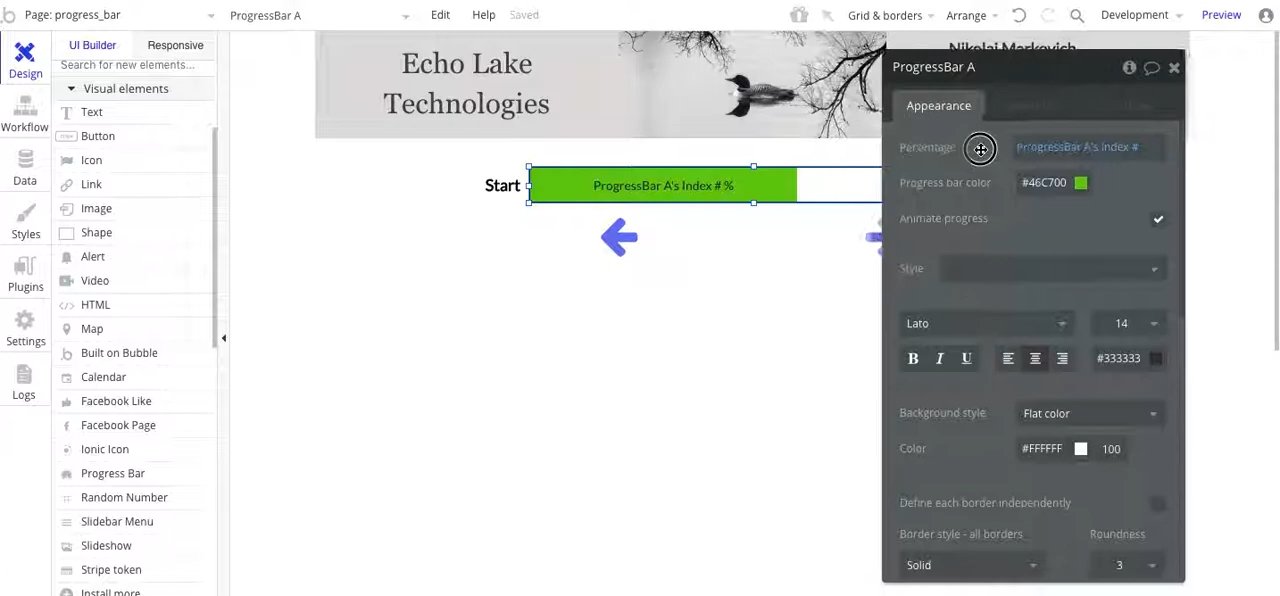 Page: progress_bar
ProgressBar A
Edit
Help
Saved
Grid & borders
Arrange
Development
Preview
Design
Workflow
Data
Styles
Plugins
Settings
Logs
UI Builder
Responsive
Search for new elements...
Visual elements
Text
Button
Icon
Link
Image
Shape
Alert
Video
HTML
Map
Built on Bubble
Calendar
Facebook Like
Facebook Page
Ionic Icon
Progress Bar
Random Number
Slidebar Menu
Slideshow
Stripe token
Install more
Echo Lake
Technologies
Nikolai Markevich
Start
ProgressBar A's Index # %
ProgressBar A
Appearance
Percentage
ProgressBar A's Index #
Progress bar color
#46C700
Animate progress
Style
Lato
14
B I U
#333333
Background style
Flat color
Color
#FFFFFF
100
Define each border independently
Border style - all borders
Roundness
Solid
3